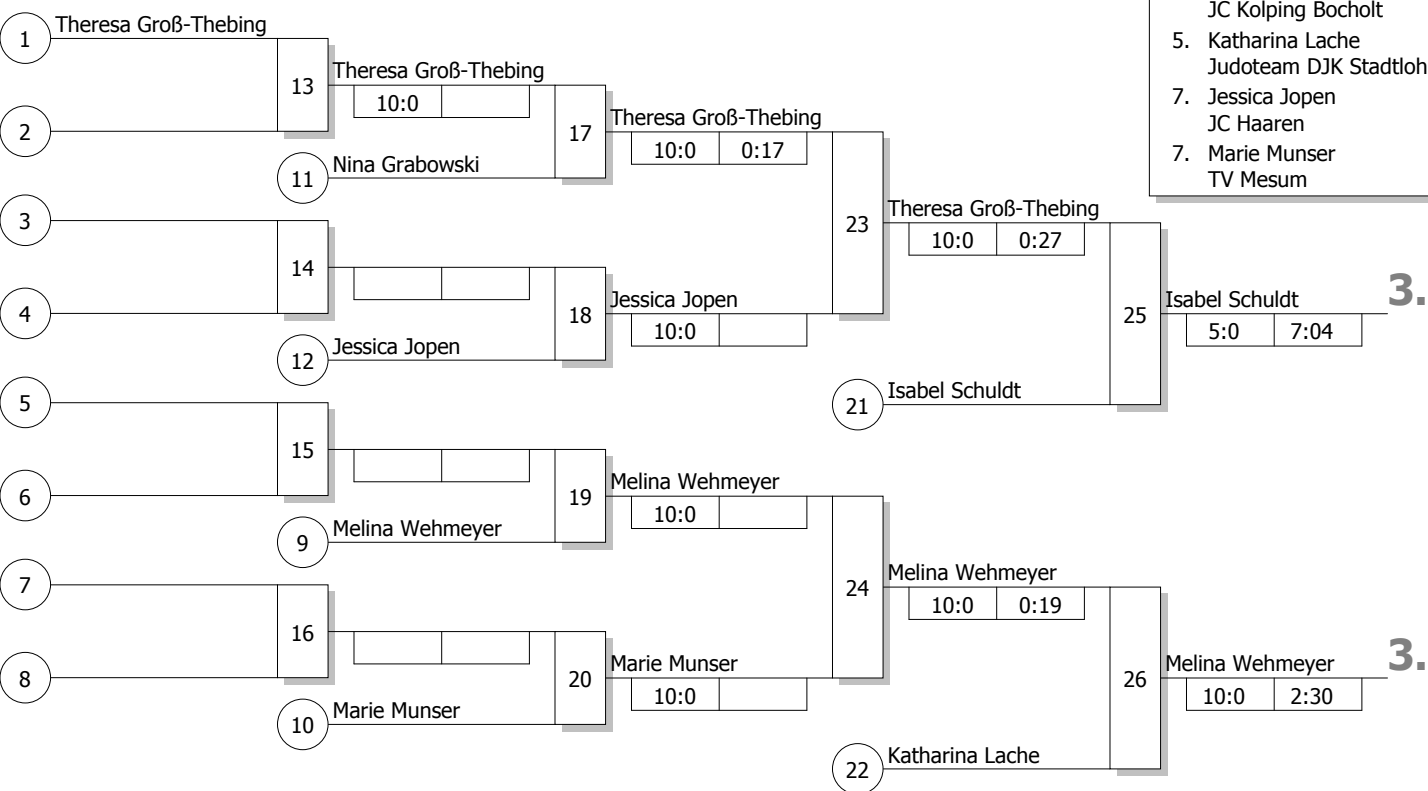 JC Kolping Bocholt
5. Katharina Lache
Judoteam DJK Stadtloh
7. Jessica Jopen
JC Haaren
7. Marie Munser
TV Mesum
1 Theresa Groß-Thebing
13 Theresa Groß-Thebing
10:0
2
17 Theresa Groß-Thebing
10:0 0:17
11 Nina Grabowski
3
23 Theresa Groß-Thebing
10:0 0:27
14
4
18 Jessica Jopen
10:0
12 Jessica Jopen
25 Isabel Schuldt 3.
5:0 7:04
5
21 Isabel Schuldt
15
6
19 Melina Wehmeyer
10:0
9 Melina Wehmeyer
7
24 Melina Wehmeyer
10:0 0:19
16
8
20 Marie Munser
10:0
10 Marie Munser
26 Melina Wehmeyer 3.
10:0 2:30
22 Katharina Lache